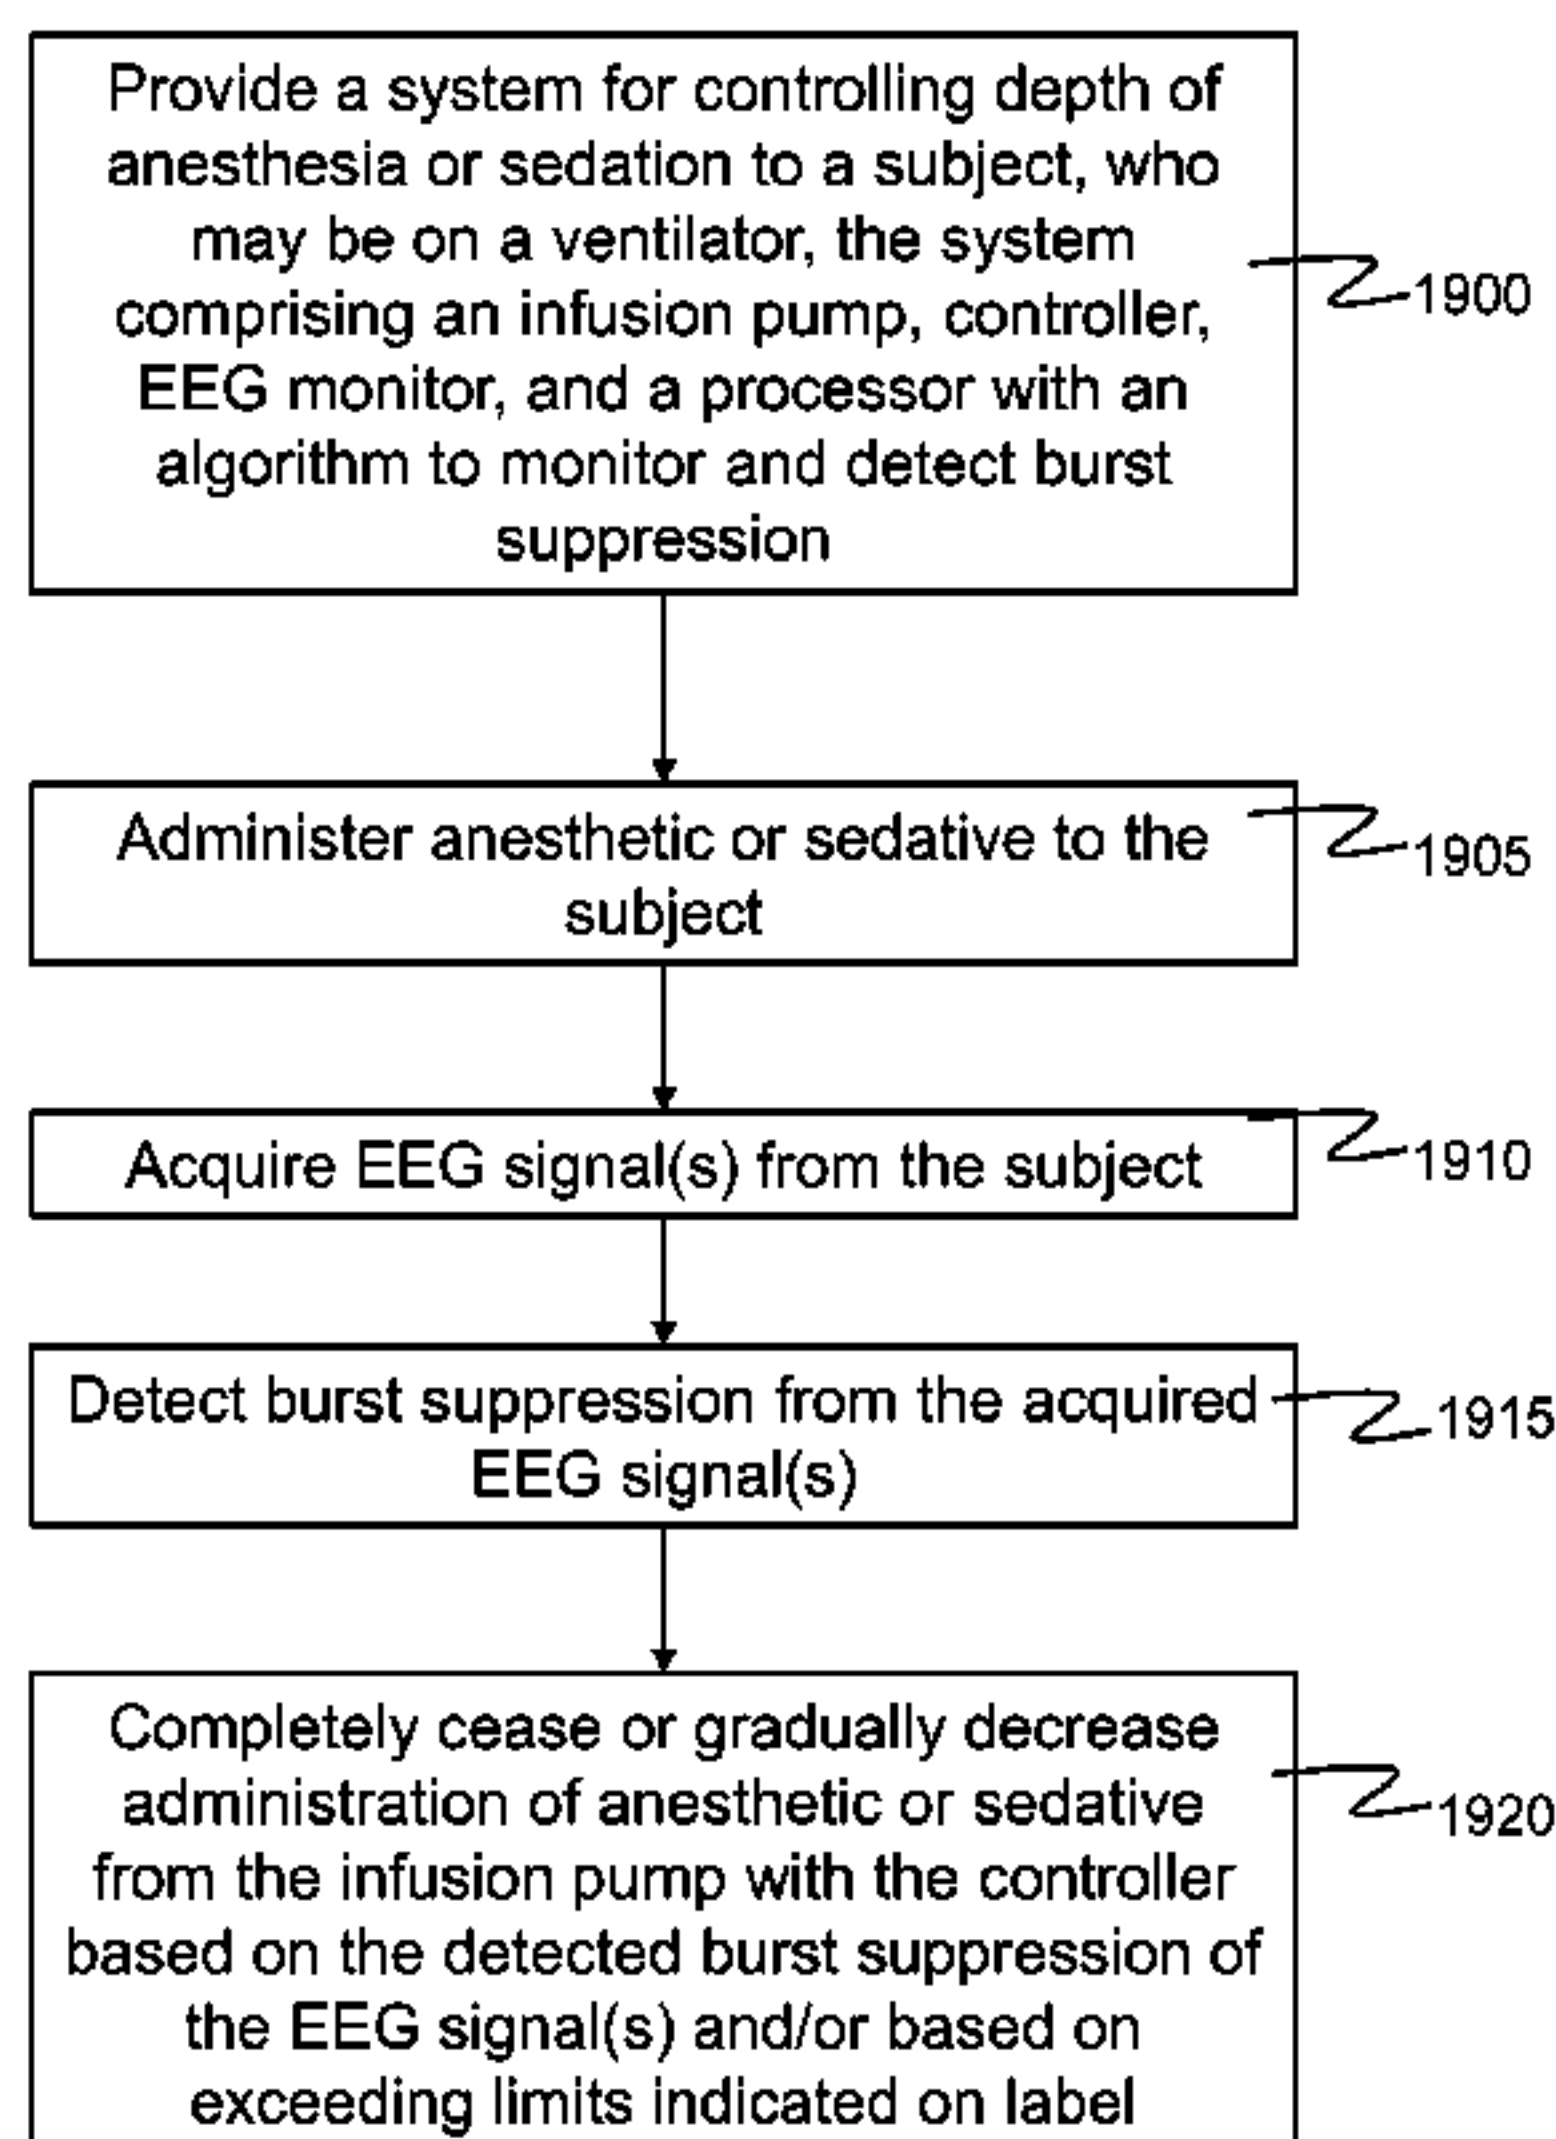 Provide a system for controlling depth of
anesthesia or sedation to a subject, who
may be on a ventilator, the system
comprising an infusion pump, controller,
EEG monitor, and a processor with an
algorithm to monitor and detect burst
suppression
1900
Administer anesthetic or sedative to the
subject
1905
Acquire EEG signal(s) from the subject
1910
Detect burst suppression from the acquired
EEG signal(s)
1915
Completely cease or gradually decrease
administration of anesthetic or sedative
from the infusion pump with the controller
based on the detected burst suppression of
the EEG signal(s) and/or based on
exceeding limits indicated on label
1920